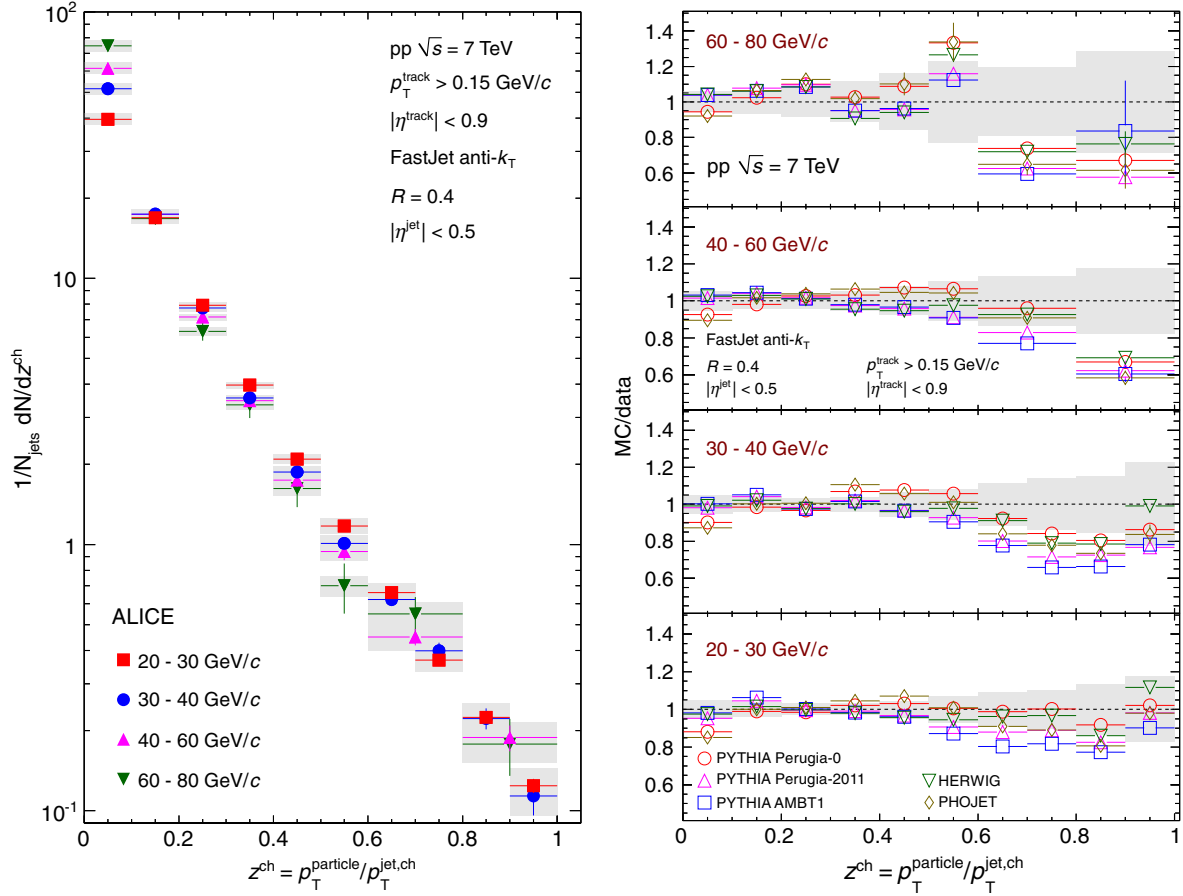 10²
10
1
10⁻¹
1/N_jets dN/dz^ch
pp √s = 7 TeV
p_T^track > 0.15 GeV/c
|η^track| < 0.9
FastJet anti-k_T
R = 0.4
|η^jet| < 0.5
ALICE
20 - 30 GeV/c
30 - 40 GeV/c
40 - 60 GeV/c
60 - 80 GeV/c
0 0.2 0.4 0.6 0.8 1
z^ch = p_T^particle/p_T^jet,ch
MC/data
60 - 80 GeV/c
1.4
1.2
1
0.8
0.6
pp √s = 7 TeV
40 - 60 GeV/c
1.4
1.2
1
0.8
0.6
FastJet anti-k_T
R = 0.4 p_T^track > 0.15 GeV/c
|η^jet| < 0.5 |η^track| < 0.9
MC/data
30 - 40 GeV/c
1.4
1.2
1
0.8
0.6
20 - 30 GeV/c
1.4
1.2
1
0.8
0.6
PYTHIA Perugia-0
PYTHIA Perugia-2011 HERWIG
PYTHIA AMBT1 PHOJET
0 0.2 0.4 0.6 0.8 1
z^ch = p_T^particle/p_T^jet,ch